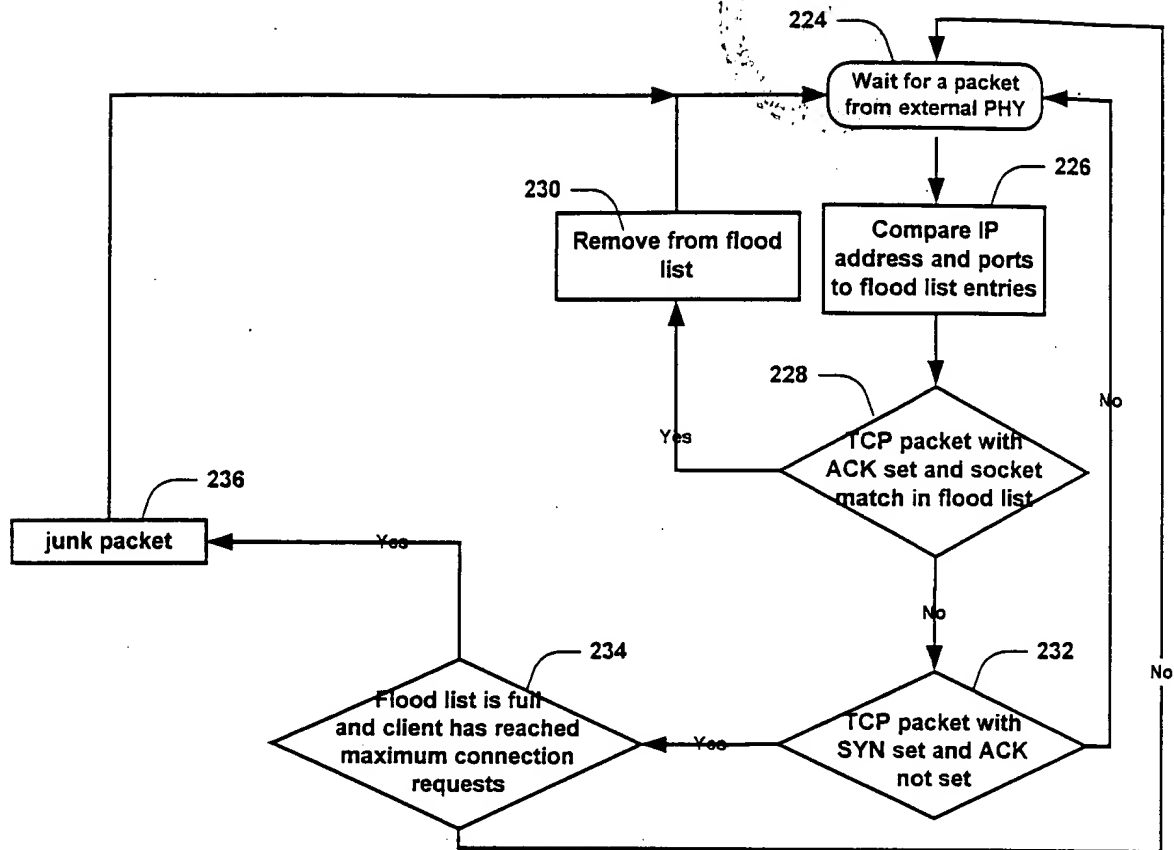 224
Wait for a packet
from external PHY
226
230
Compare IP
address and ports
to flood list entries
Remove from flood
list
228
No
TCP packet with
ACK set and socket
match in flood list
Yes
236
junk packet
Yes
No
234
232
No
Flood list is full
and client has reached
maximum connection
requests
Yes
TCP packet with
SYN set and ACK
not set